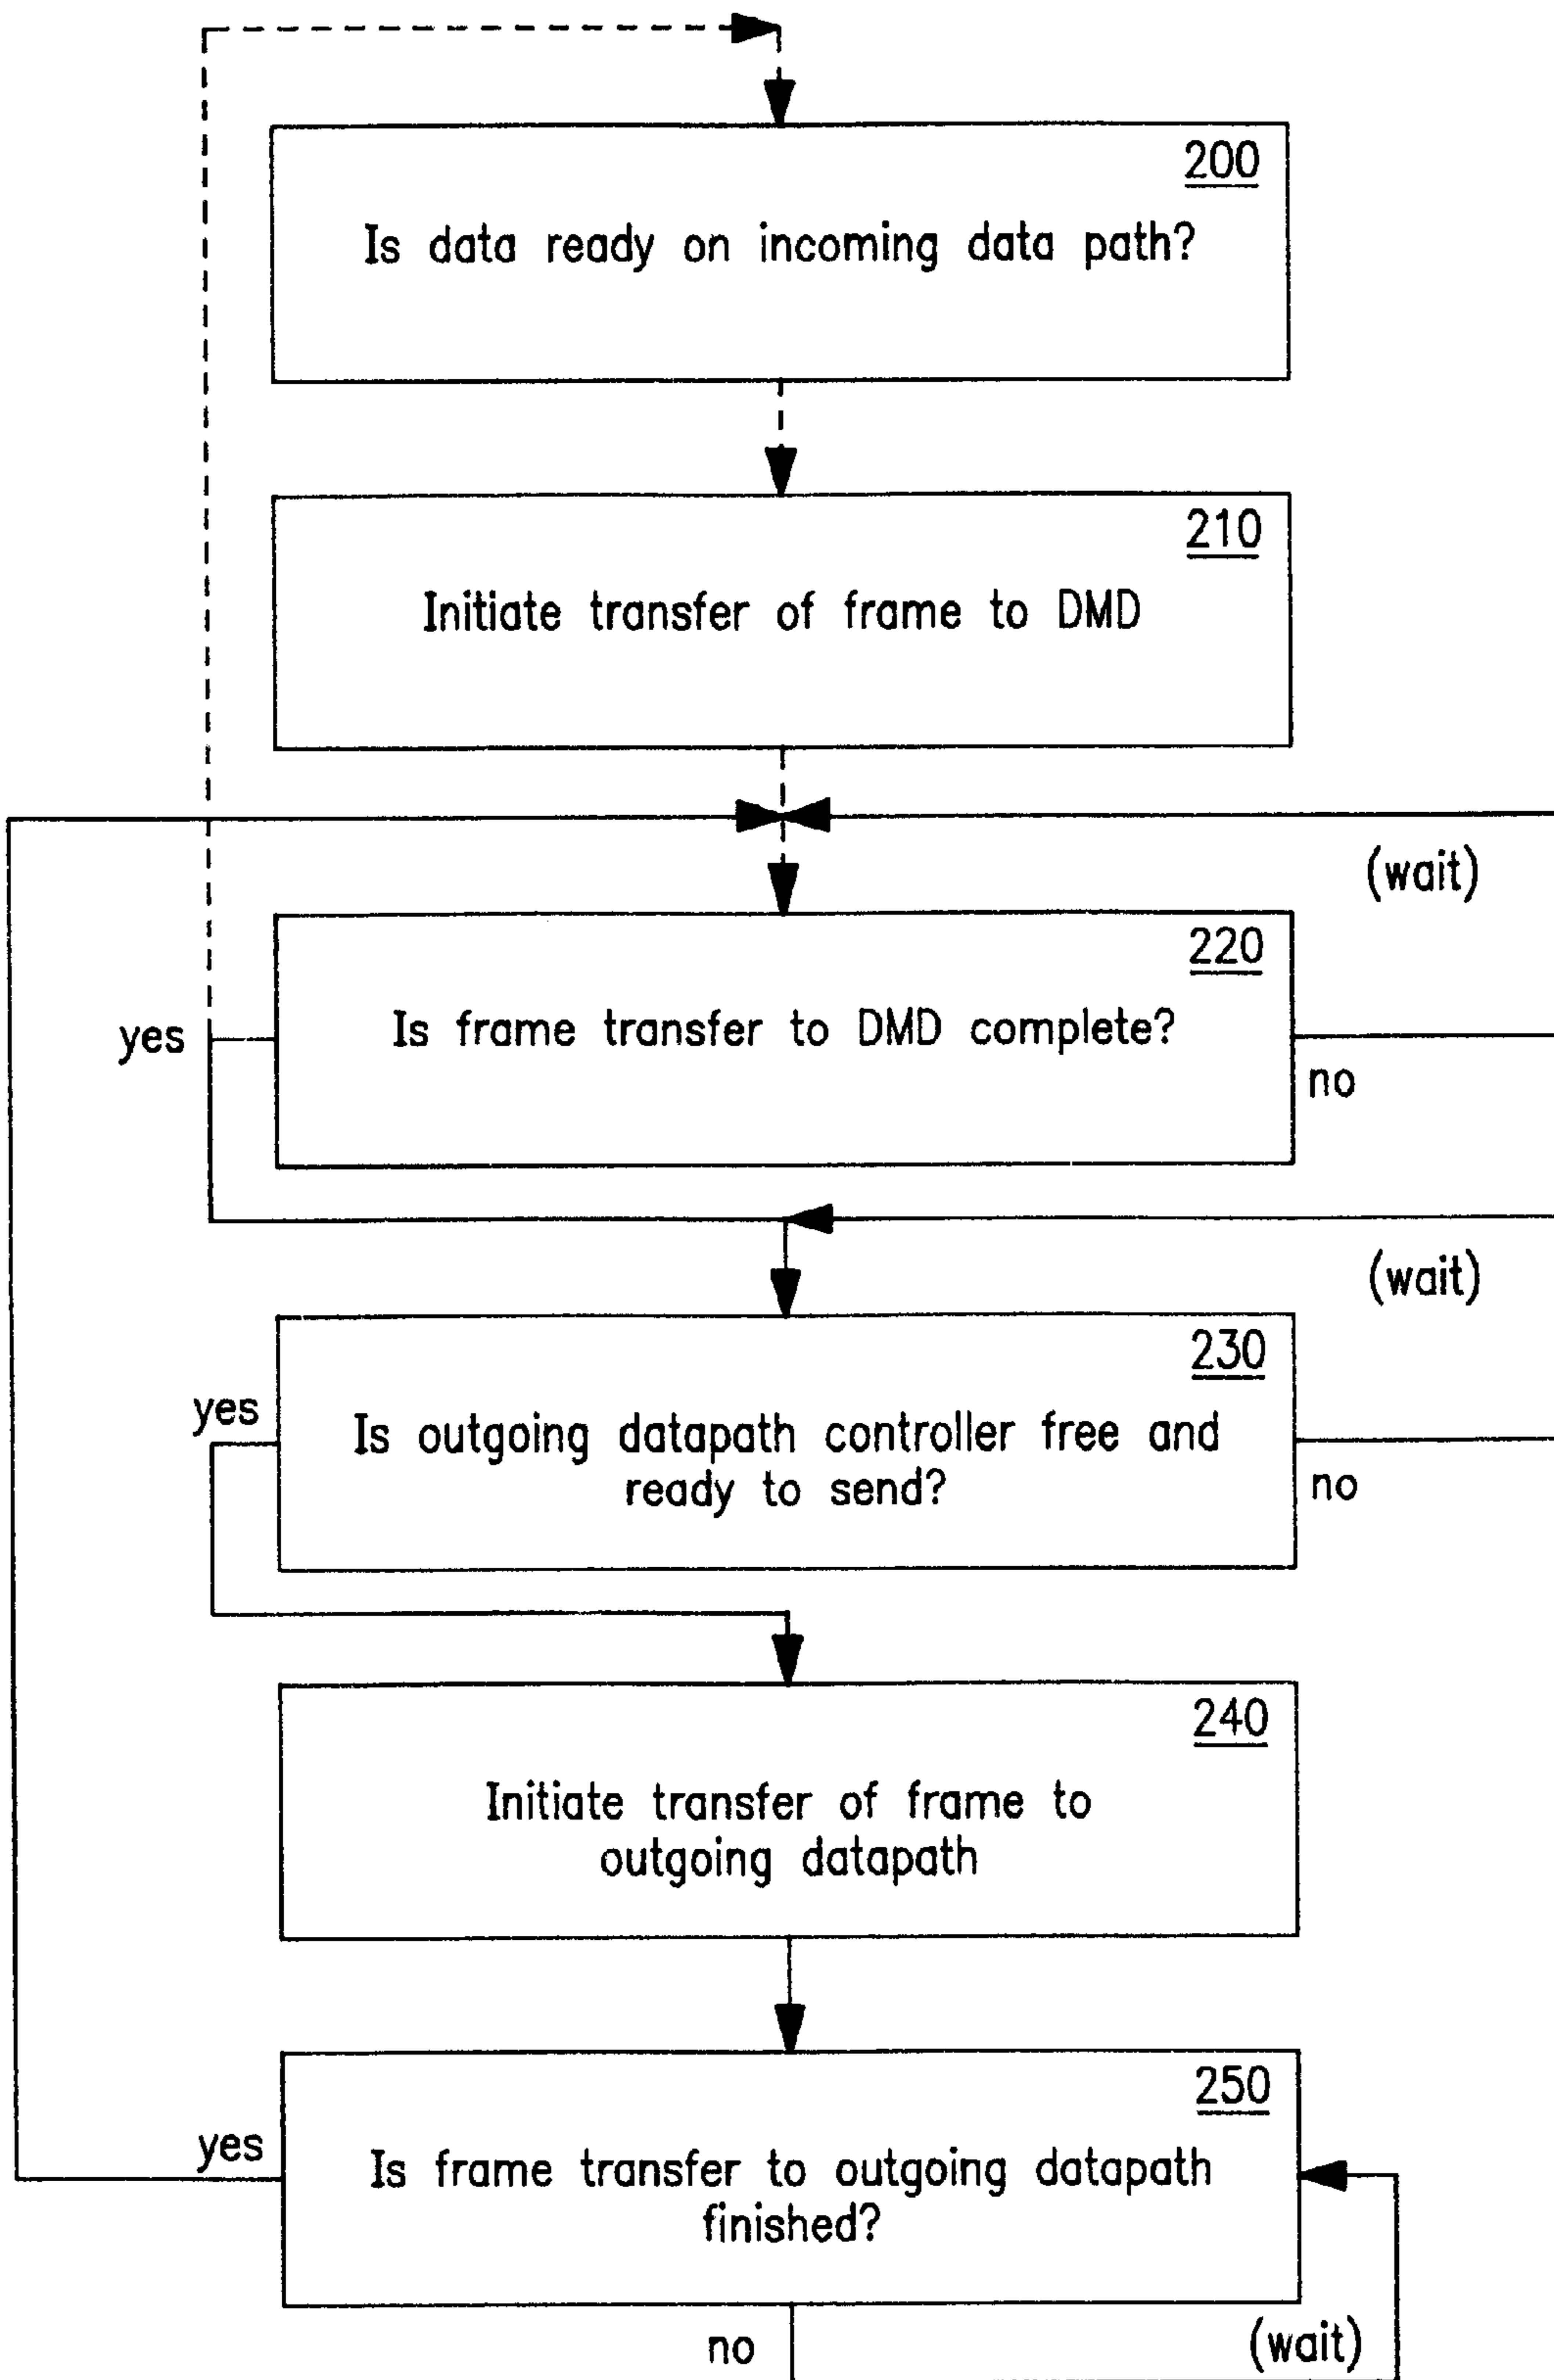 200
Is data ready on incoming data path?
210
Initiate transfer of frame to DMD
(wait)
220
yes
Is frame transfer to DMD complete?
no
(wait)
230
yes
Is outgoing datapath controller free and
ready to send?
no
240
Initiate transfer of frame to
outgoing datapath
250
yes
Is frame transfer to outgoing datapath
finished?
no
(wait)